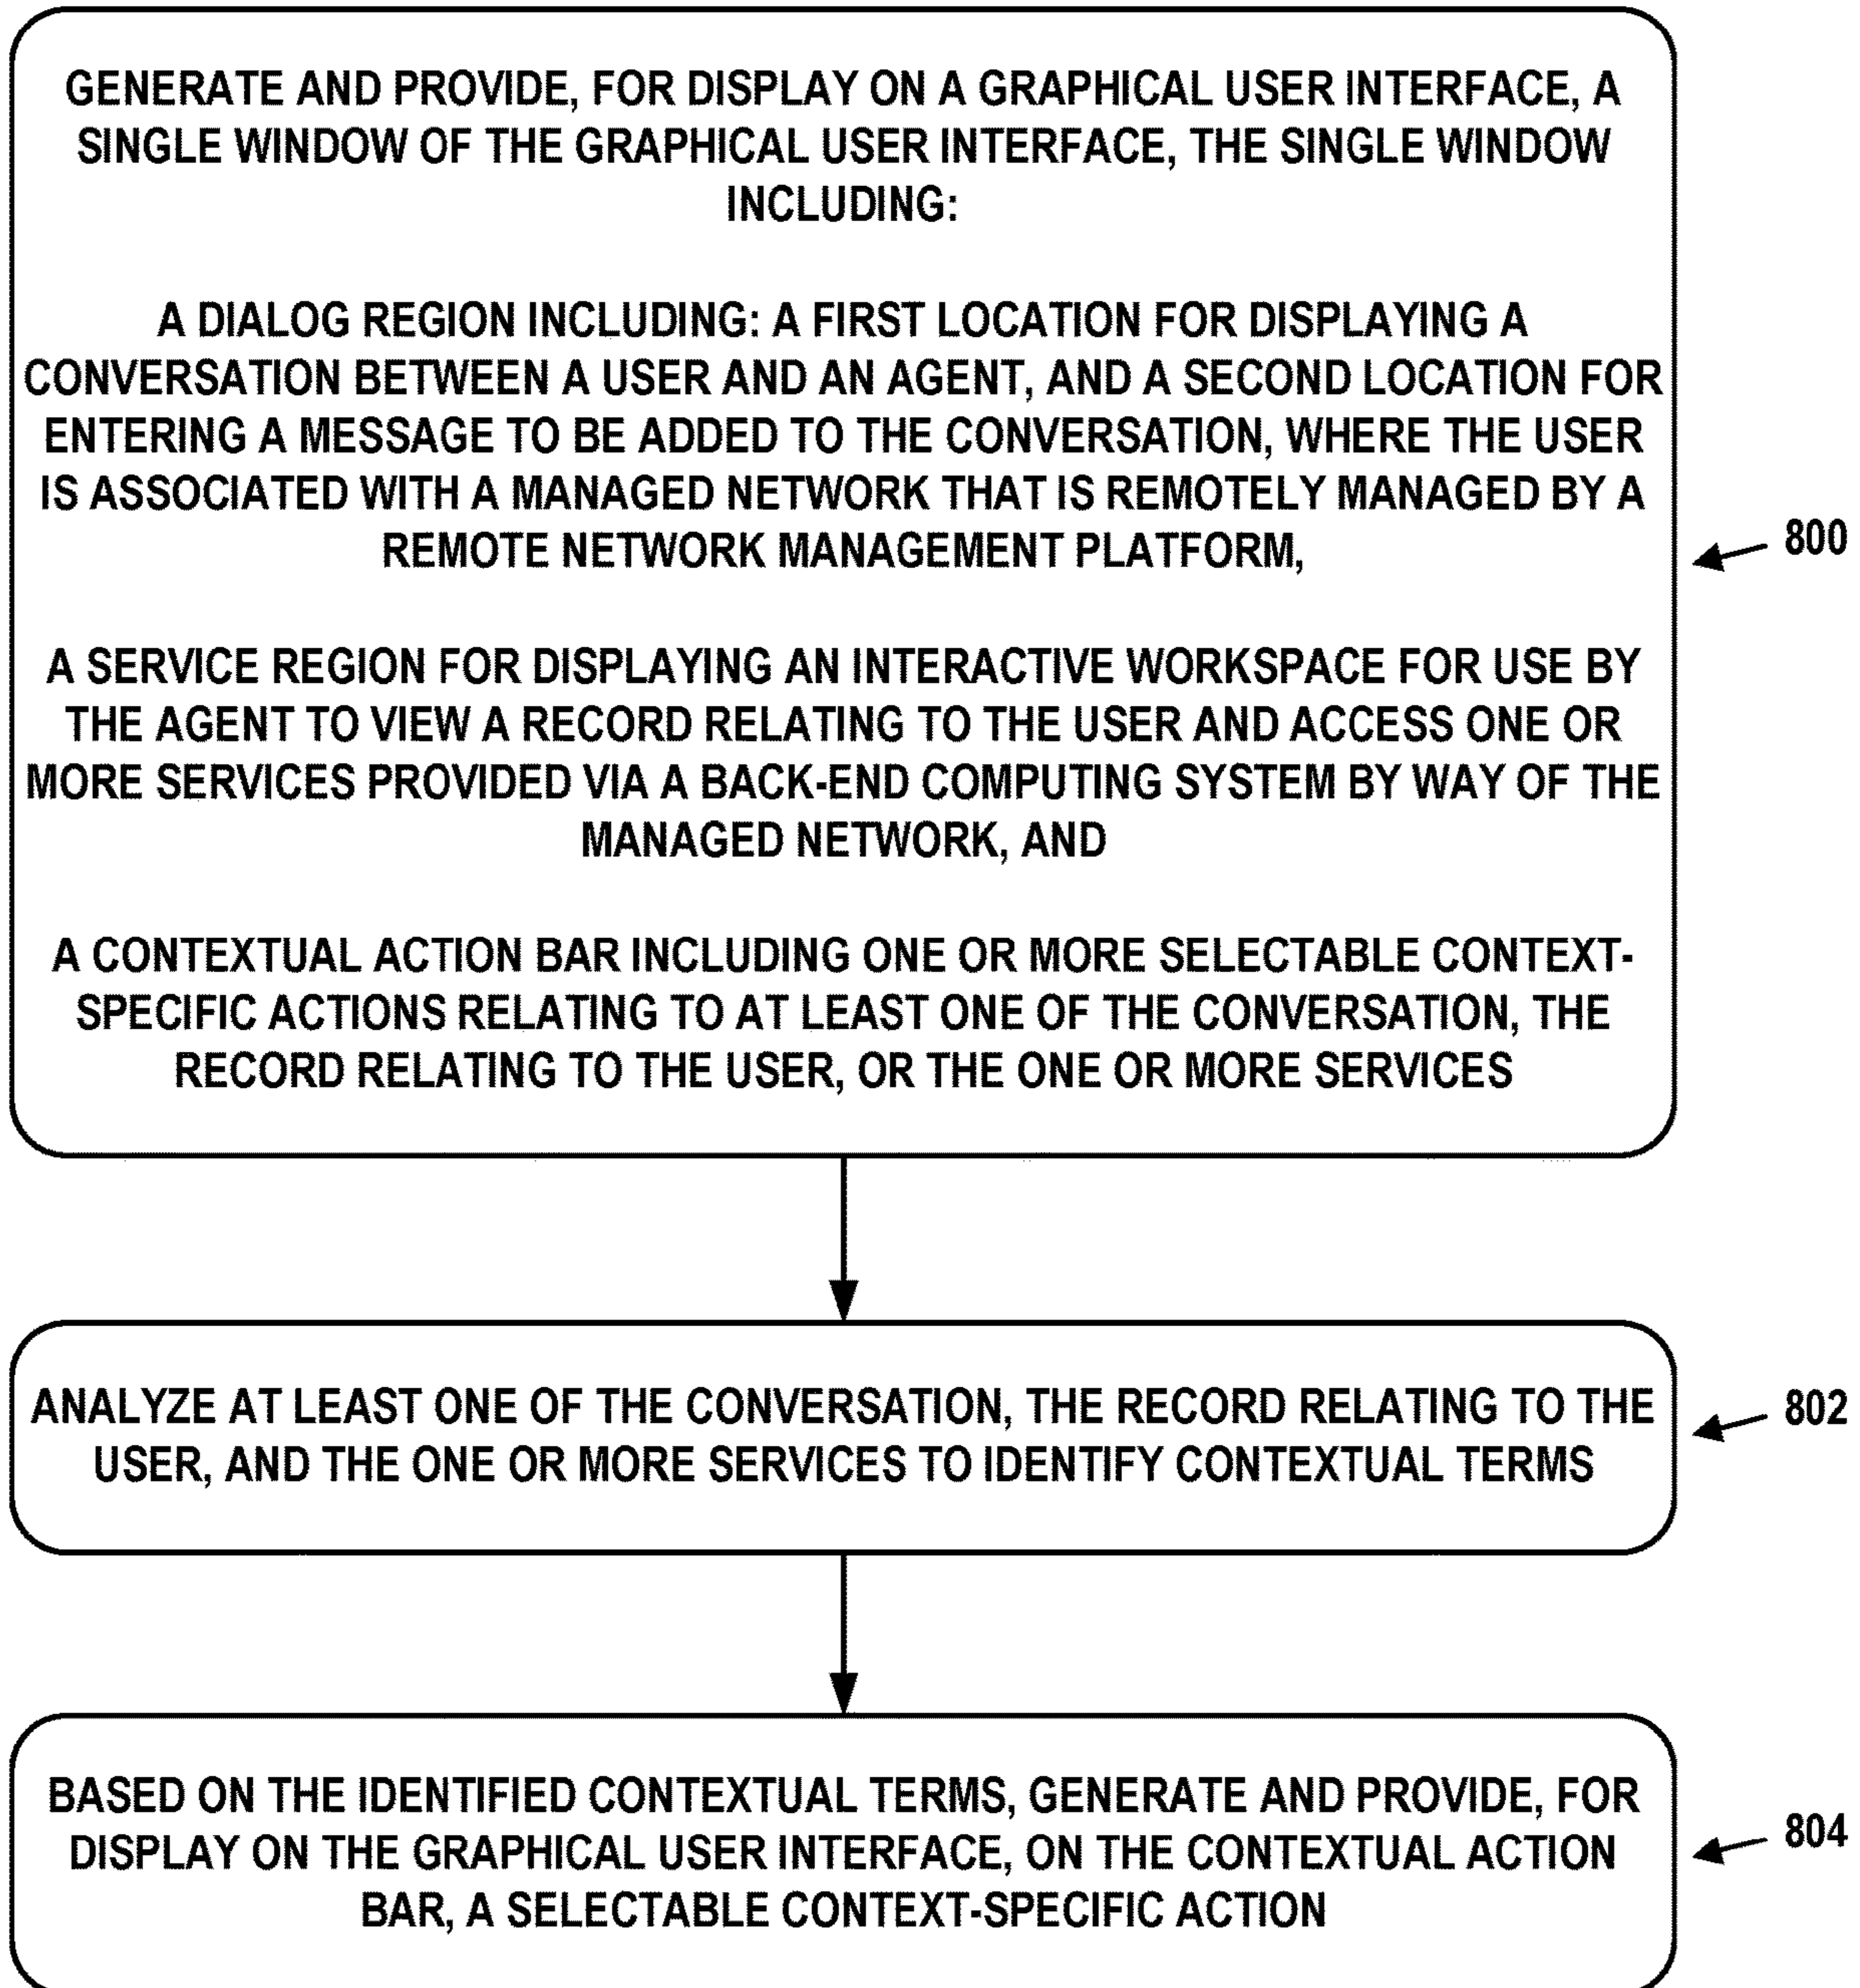 GENERATE AND PROVIDE, FOR DISPLAY ON A GRAPHICAL USER INTERFACE, A
SINGLE WINDOW OF THE GRAPHICAL USER INTERFACE, THE SINGLE WINDOW
INCLUDING:
A DIALOG REGION INCLUDING: A FIRST LOCATION FOR DISPLAYING A
CONVERSATION BETWEEN A USER AND AN AGENT, AND A SECOND LOCATION FOR
ENTERING A MESSAGE TO BE ADDED TO THE CONVERSATION, WHERE THE USER
IS ASSOCIATED WITH A MANAGED NETWORK THAT IS REMOTELY MANAGED BY A
REMOTE NETWORK MANAGEMENT PLATFORM,
800
A SERVICE REGION FOR DISPLAYING AN INTERACTIVE WORKSPACE FOR USE BY
THE AGENT TO VIEW A RECORD RELATING TO THE USER AND ACCESS ONE OR
MORE SERVICES PROVIDED VIA A BACK-END COMPUTING SYSTEM BY WAY OF THE
MANAGED NETWORK, AND
A CONTEXTUAL ACTION BAR INCLUDING ONE OR MORE SELECTABLE CONTEXT-
SPECIFIC ACTIONS RELATING TO AT LEAST ONE OF THE CONVERSATION, THE
RECORD RELATING TO THE USER, OR THE ONE OR MORE SERVICES
ANALYZE AT LEAST ONE OF THE CONVERSATION, THE RECORD RELATING TO THE
USER, AND THE ONE OR MORE SERVICES TO IDENTIFY CONTEXTUAL TERMS
802
BASED ON THE IDENTIFIED CONTEXTUAL TERMS, GENERATE AND PROVIDE, FOR
DISPLAY ON THE GRAPHICAL USER INTERFACE, ON THE CONTEXTUAL ACTION
BAR, A SELECTABLE CONTEXT-SPECIFIC ACTION
804